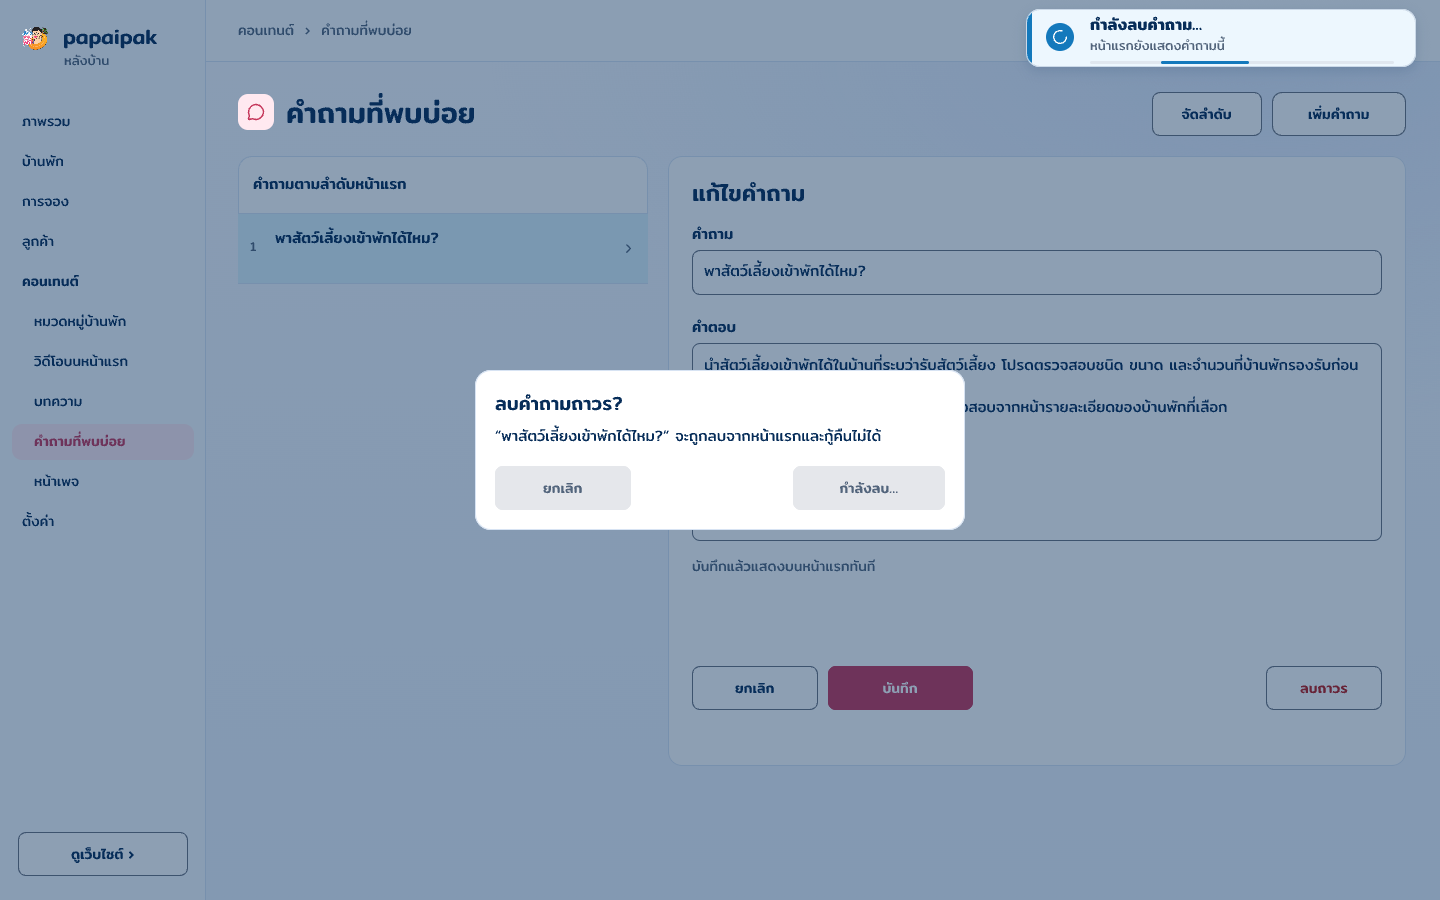 papaipak
หลังบ้าน
ภาพรวม
บ้านพัก
การจอง
ลูกค้า
คอนเทนต์
หมวดหมู่บ้านพัก
วิดีโอบนหน้าแรก
บทความ
คำถามที่พบบ่อย
หน้าเพจ
ตั้งค่า
ดูเว็บไซต์ ›
คอนเทนต์ › คำถามที่พบบ่อย
กำลังลบคำถาม...
หน้าแรกยังแสดงคำถามนี้
คำถามที่พบบ่อย
จัดลำดับ
เพิ่มคำถาม
คำถามตามลำดับหน้าแรก
1 พาสัตว์เลี้ยงเข้าพักได้ไหม?
แก้ไขคำถาม
คำถาม
พาสัตว์เลี้ยงเข้าพักได้ไหม?
คำตอบ
นำสัตว์เลี้ยงเข้าพักได้ในบ้านที่ระบุว่ารับสัตว์เลี้ยง โปรดตรวจสอบชนิด ขนาด และจำนวนที่บ้านพักรองรับก่อน
สอบจากหน้ารายละเอียดของบ้านพักที่เลือก
บันทึกแล้วแสดงบนหน้าแรกทันที
ยกเลิก
บันทึก
ลบถาวร
ลบคำถามถาวร?
“พาสัตว์เลี้ยงเข้าพักได้ไหม?” จะถูกลบจากหน้าแรกและกู้คืนไม่ได้
ยกเลิก
กำลังลบ...